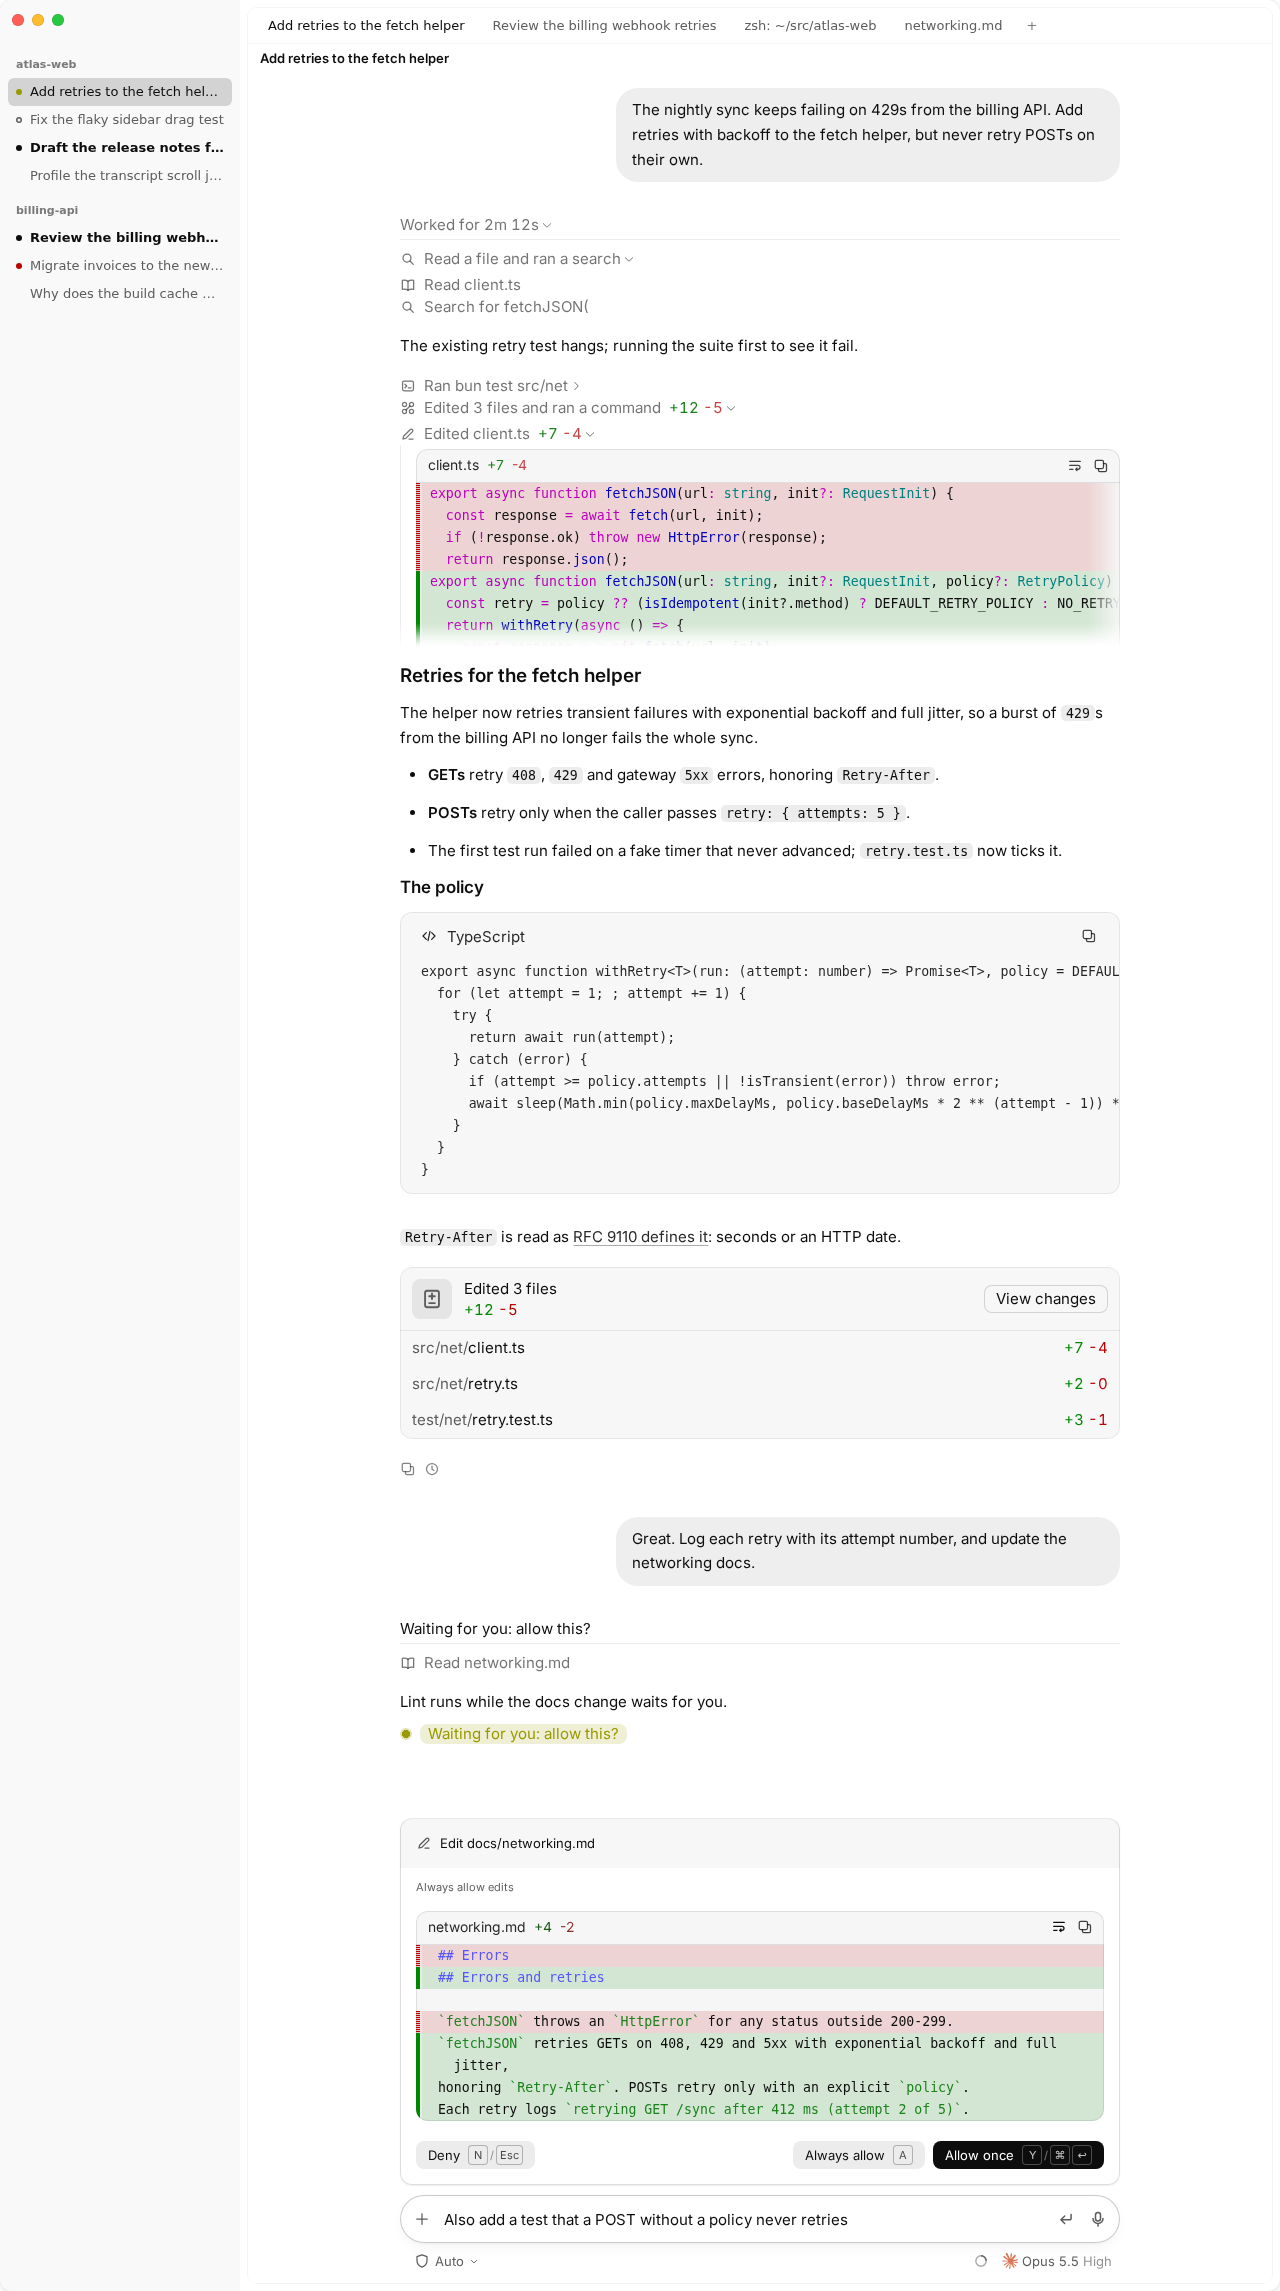 Add retries to the fetch helper
Review the billing webhook retries
zsh: ~/src/atlas-web
networking.md
+
atlas-web
Add retries to the fetch hel…
Fix the flaky sidebar drag test
Draft the release notes f…
Profile the transcript scroll j…
billing-api
Review the billing webh…
Migrate invoices to the new…
Why does the build cache …
Add retries to the fetch helper
The nightly sync keeps failing on 429s from the billing API. Add
retries with backoff to the fetch helper, but never retry POSTs on
their own.
Worked for 2m 12s
Read a file and ran a search
Read client.ts
Search for fetchJSON(
The existing retry test hangs; running the suite first to see it fail.
Ran bun test src/net
Edited 3 files and ran a command +12 -5
Edited client.ts +7 -4
client.ts +7 -4
export async function fetchJSON(url: string, init?: RequestInit) {
const response = await fetch(url, init);
if (!response.ok) throw new HttpError(response);
return response.json();
export async function fetchJSON(url: string, init?: RequestInit, policy?: RetryPolicy)
const retry = policy ?? (isIdempotent(init?.method) ? DEFAULT_RETRY_POLICY : NO_RETRY
return withRetry(async () => {
Retries for the fetch helper
The helper now retries transient failures with exponential backoff and full jitter, so a burst of 429s
from the billing API no longer fails the whole sync.
• GETs retry 408, 429 and gateway 5xx errors, honoring Retry-After.
• POSTs retry only when the caller passes retry: { attempts: 5 }.
• The first test run failed on a fake timer that never advanced; retry.test.ts now ticks it.
The policy
TypeScript
export async function withRetry<T>(run: (attempt: number) => Promise<T>, policy = DEFAUL
for (let attempt = 1; ; attempt += 1) {
try {
return await run(attempt);
} catch (error) {
if (attempt >= policy.attempts || !isTransient(error)) throw error;
await sleep(Math.min(policy.maxDelayMs, policy.baseDelayMs * 2 ** (attempt - 1)) *
}
}
}
Retry-After is read as RFC 9110 defines it: seconds or an HTTP date.
Edited 3 files
+12 -5
View changes
src/net/client.ts +7 -4
src/net/retry.ts +2 -0
test/net/retry.test.ts +3 -1
Great. Log each retry with its attempt number, and update the
networking docs.
Waiting for you: allow this?
Read networking.md
Lint runs while the docs change waits for you.
Waiting for you: allow this?
Edit docs/networking.md
Always allow edits
networking.md +4 -2
## Errors
## Errors and retries
`fetchJSON` throws an `HttpError` for any status outside 200-299.
`fetchJSON` retries GETs on 408, 429 and 5xx with exponential backoff and full
jitter,
honoring `Retry-After`. POSTs retry only with an explicit `policy`.
Each retry logs `retrying GET /sync after 412 ms (attempt 2 of 5)`.
Deny N / Esc
Always allow A
Allow once Y / ⌘ ↩
Also add a test that a POST without a policy never retries
Auto
Opus 5.5 High